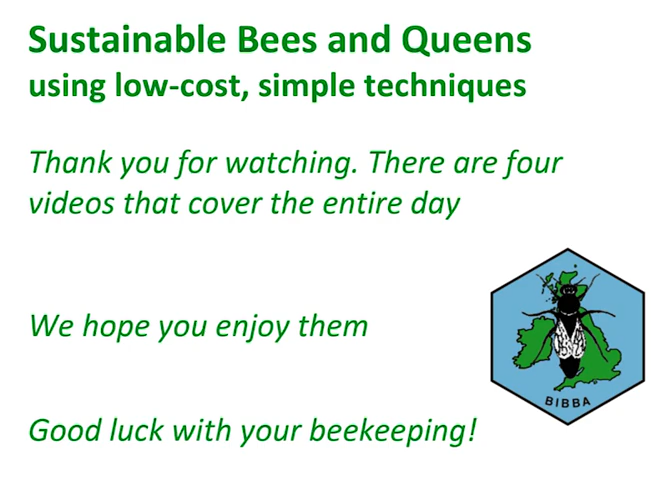 Sustainable Bees and Queens
using low-cost, simple techniques
Thank you for watching. There are four
videos that cover the entire day
We hope you enjoy them
BIBBA
Good luck with your beekeeping!